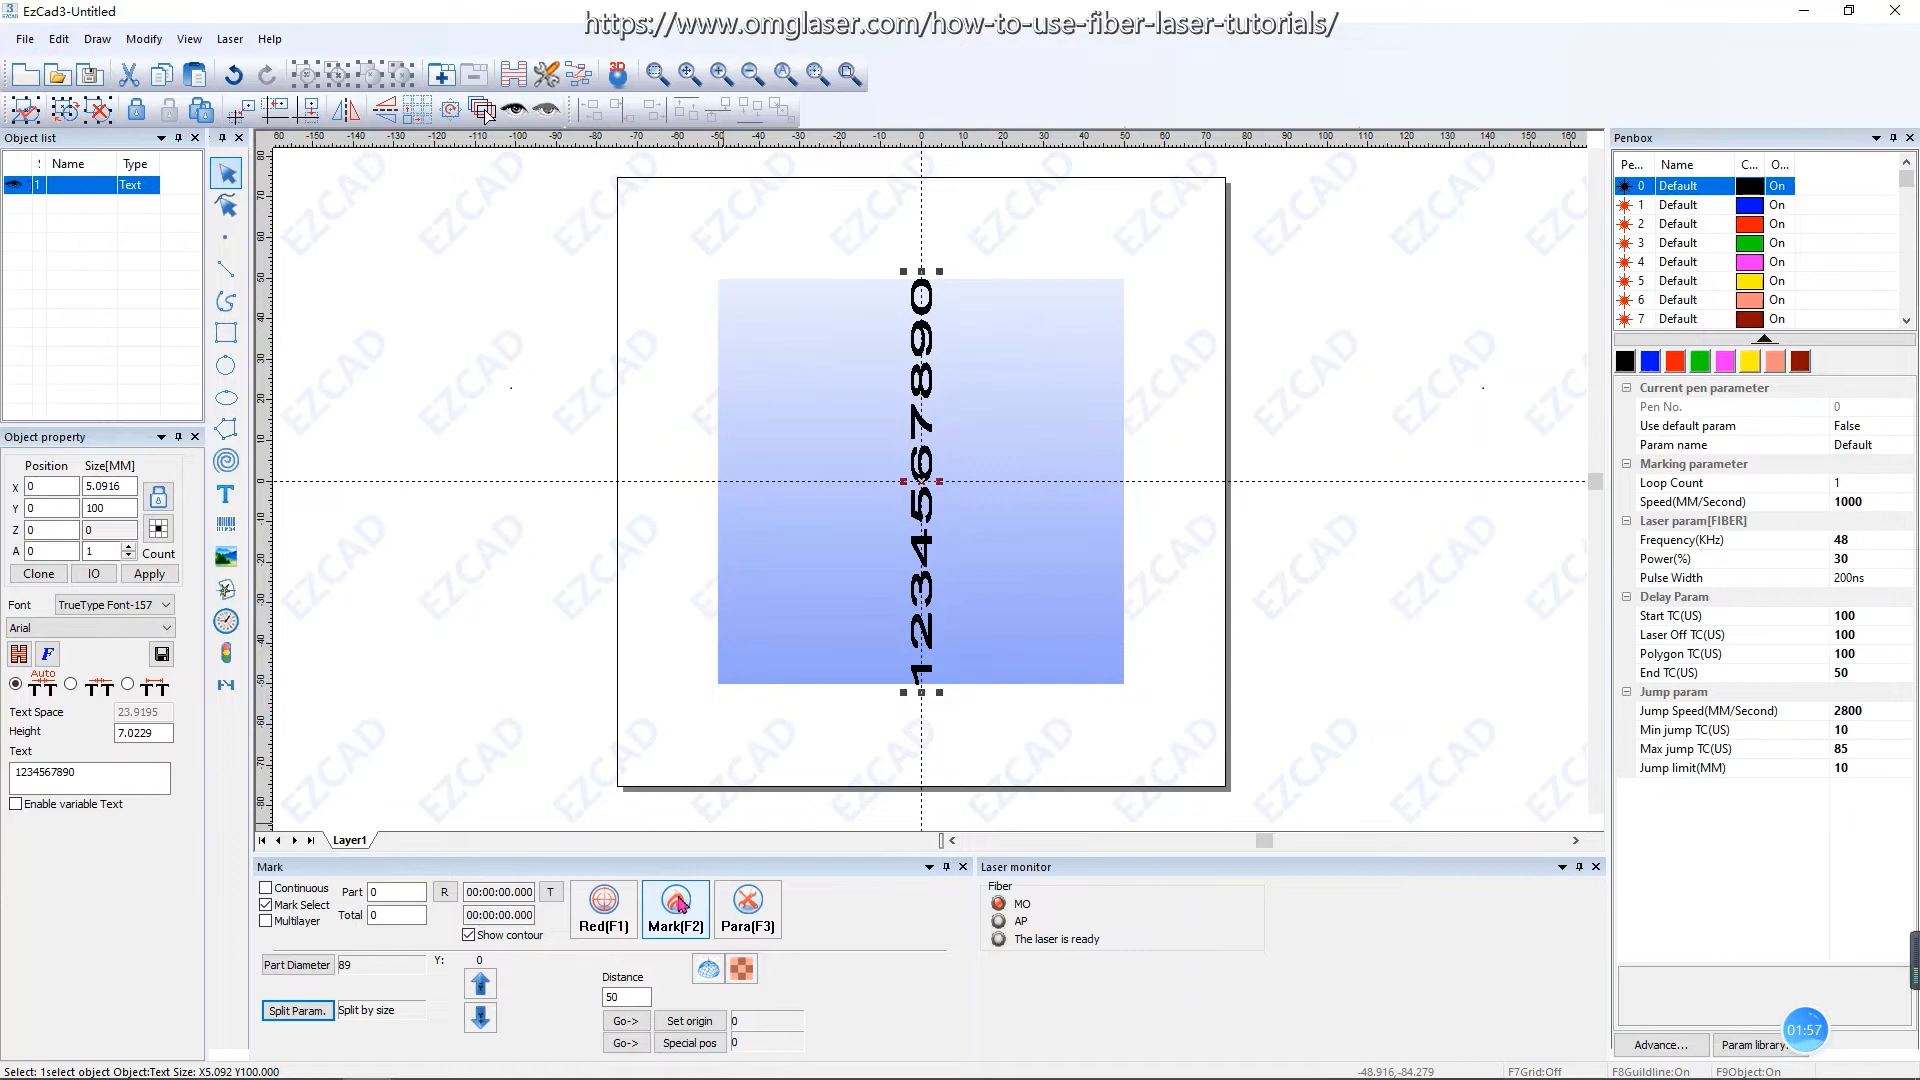 EzCad3-Untitled
https://www.omglaser.com/how-to-use-fiber-laser-tutorials/
File Edit Draw Modify View Laser Help
3D
Object list
Name Type
1 Text
Object property
Position Size[MM]
X 0 5.0916
Y 0 100
Z 0 0
A 0 1 Count
Clone IO Apply
Font TrueType Font-157
Arial
F
Auto
Text Space 23.9195
Height 7.0229
Text
1234567890
Enable variable Text
1234567890
EZCAD
Layer1
Mark
Continuous Part 0 R 00:00:00.000 T
Mark Select Total 0 00:00:00.000
Multilayer Show contour
Red(F1) Mark(F2) Para(F3)
Part Diameter 89 Y: 0
Split Param. Split by size
Distance
50
Go-> Set origin 0
Go-> Special pos 0
Laser monitor
Fiber
MO
AP
The laser is ready
Penbox
Pe... Name C... O...
0 Default On
1 Default On
2 Default On
3 Default On
4 Default On
5 Default On
6 Default On
7 Default On
Current pen parameter
Pen No. 0
Use default param False
Param name Default
Marking parameter
Loop Count 1
Speed(MM/Second) 1000
Laser param[FIBER]
Frequency(KHz) 48
Power(%) 30
Pulse Width 200ns
Delay Param
Start TC(US) 100
Laser Off TC(US) 100
Polygon TC(US) 100
End TC(US) 50
Jump param
Jump Speed(MM/Second) 2800
Min jump TC(US) 10
Max jump TC(US) 85
Jump limit(MM) 10
01:57
Advance... Param library
Select: 1select object Object:Text Size: X5.092 Y100.000
-48.916,-84.279 F7Grid:Off F8Guildline:On F9Object:On